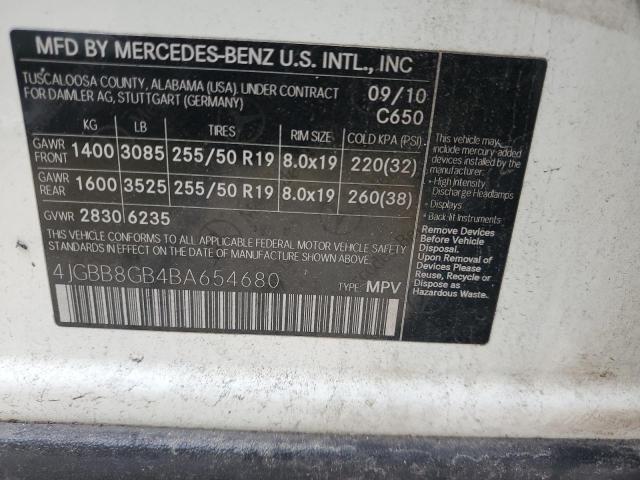 MFD BY MERCEDES-BENZ U.S. INTL., INC
TUSCALOOSA COUNTY, ALABAMA (USA), UNDER CONTRACT
FOR DAIMLER AG, STUTTGART (GERMANY)
09/10
C650
KG LB TIRES RIM SIZE COLD KPA (PSI)
GAWR FRONT 1400 3085 255/50 R19 8.0x19 220(32)
GAWR REAR 1600 3525 255/50 R19 8.0x19 260(38)
GVWR 2830 6235
THIS VEHICLE CONFORMS TO ALL APPLICABLE FEDERAL MOTOR VEHICLE SAFETY
STANDARDS IN EFFECT ON THE DATE OF MANUFACTURE SHOWN ABOVE.
4JGBB8GB4BA654680
TYPE: MPV
This vehicle may
include mercury-added
devices installed by the
manufacturer:
• High Intensity
Discharge Headlamps
• Displays
• Back lit Instruments
Remove Devices
Before Vehicle
Disposal.
Upon Removal
of Devices Please
Reuse, Recycle or
Dispose as
Hazardous Waste.